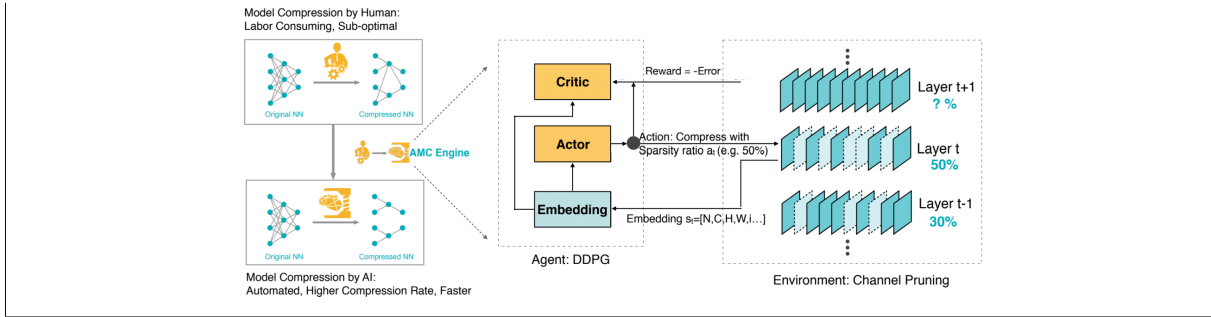 Model Compression by Human:
Labor Consuming, Sub-optimal
Original NN
Compressed NN
AMC Engine
Original NN
Compressed NN
Model Compression by AI:
Automated, Higher Compression Rate, Faster
Critic
Actor
Embedding
Agent: DDPG
Reward = -Error
Action: Compress with
Sparsity ratio at (e.g. 50%)
Embedding st=[N,C,H,W,i…]
Layer t+1
? %
Layer t
50%
Layer t-1
30%
Environment: Channel Pruning